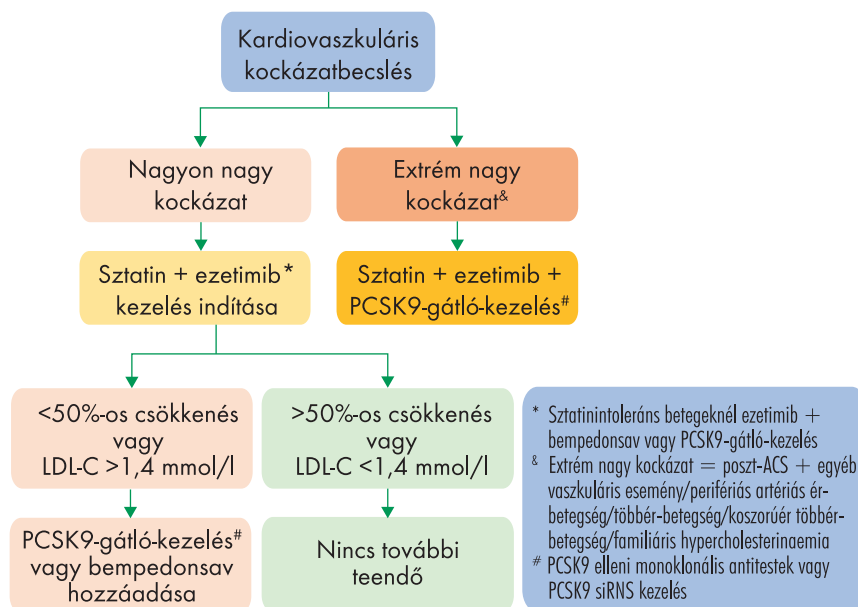 Kardiovaszkuláris
kockázatbecslés
Nagyon nagy
kockázat
Extrém nagy
kockázat&
Sztatin + ezetimib*
kezelés indítása
Sztatin + ezetimib +
PCSK9-gátló-kezelés#
<50%-os csökkenés
vagy
LDL-C >1,4 mmol/l
>50%-os csökkenés
vagy
LDL-C <1,4 mmol/l
PCSK9-gátló-kezelés#
vagy bempedonsav
hozzáadása
Nincs további
teendő
* Sztatinintoleráns betegeknél ezetimib +
bempedonsav vagy PCSK9-gátló-kezelés
& Extrém nagy kockázat = poszt-ACS + egyéb
vaszkuláris esemény/perifériás artériás ér-
betegség/többér-betegség/koszorúér többér-
betegség/familiáris hypercholesterinaemia
# PCSK9 elleni monoklonális antitestek vagy
PCSK9 siRNS kezelés